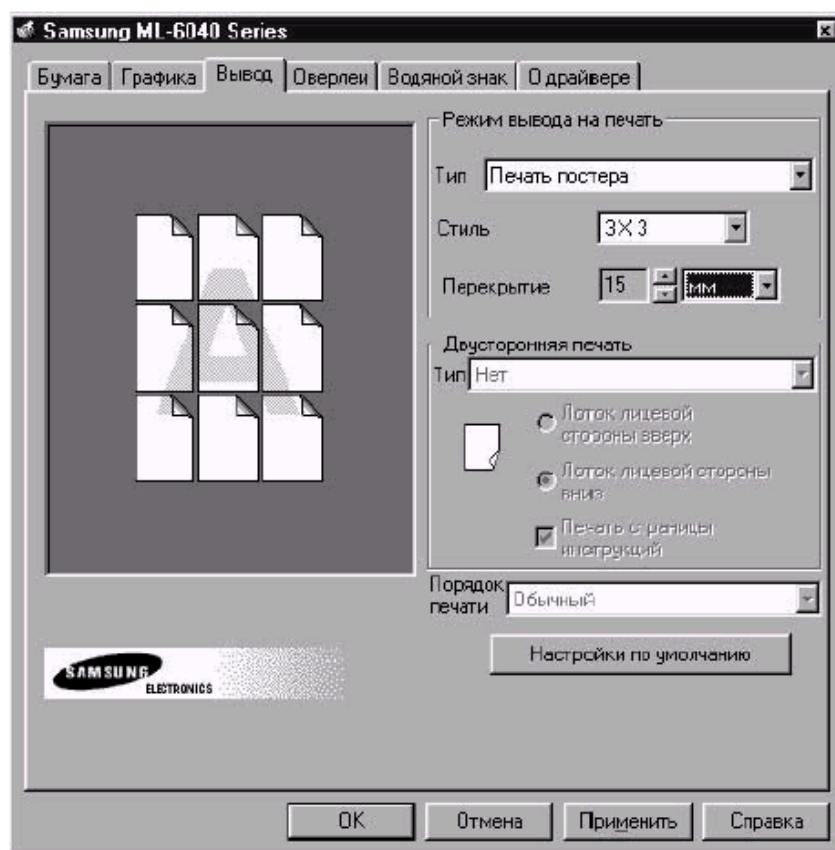 Samsung ML-6040 Series
Бумага Графика Вывод Оверлеи Водяной знак О драйвере
Режим вывода на печать
Тип Печать постера
Стиль 3X3
Перекрытие 15 мм
Двусторонняя печать
Тип Нет
Лоток лицевой
стороны вверх
Лоток лицевой стороны
вниз
Печать страницы
инструкций
Порядок
печати Обычный
Настройки по умолчанию
SAMSUNG
ELECTRONICS
OK Отмена Применить Справка
A